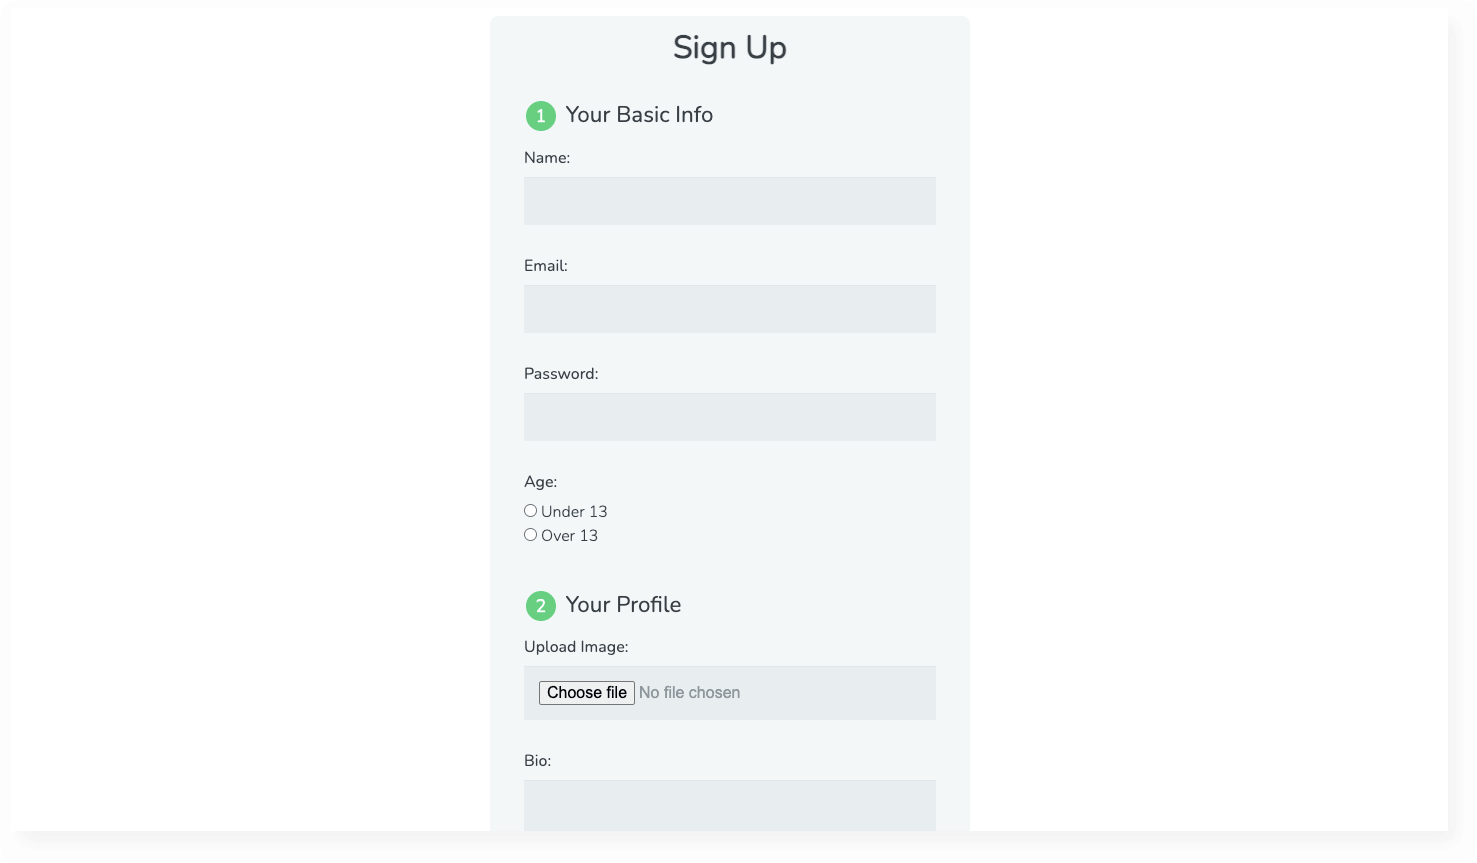 Sign Up
1 Your Basic Info
Name:
Email:
Password:
Age:
Under 13
Over 13
2 Your Profile
Upload Image:
Choose file No file chosen
Bio: